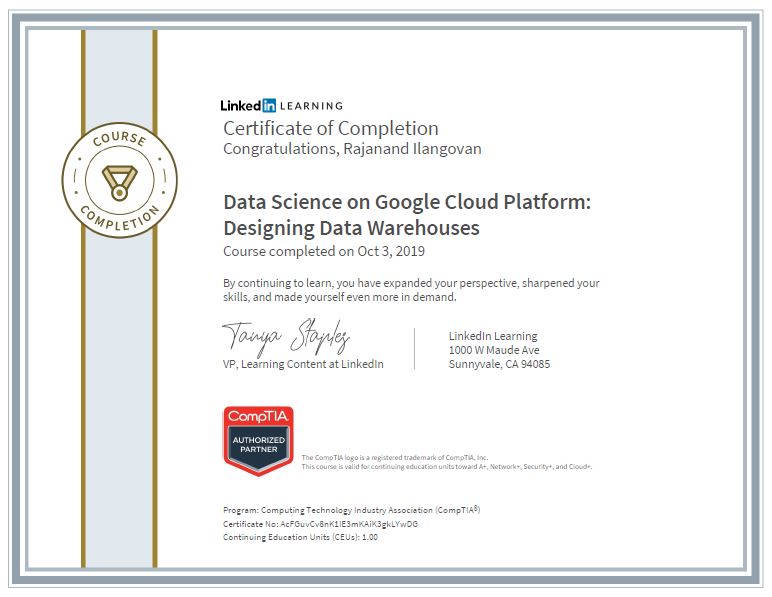 Linked in LEARNING
Certificate of Completion
Congratulations, Rajanand Ilangovan
COURSE
COMPLETION
Data Science on Google Cloud Platform:
Designing Data Warehouses
Course completed on Oct 3, 2019
By continuing to learn, you have expanded your perspective, sharpened your
skills, and made yourself even more in demand.
Tanya Staples
VP, Learning Content at LinkedIn
LinkedIn Learning
1000 W Maude Ave
Sunnyvale, CA 94085
CompTIA.
AUTHORIZED
PARTNER
The CompTIA logo is a registered trademark of CompTIA, Inc.
This course is valid for continuing education units toward A+, Network+, Security+, and Cloud+.
Program: Computing Technology Industry Association (CompTIA®)
Certificate No: AcFGuvCv8nK1IE3mKAiK3gkLYwDG
Continuing Education Units (CEUs): 1.00